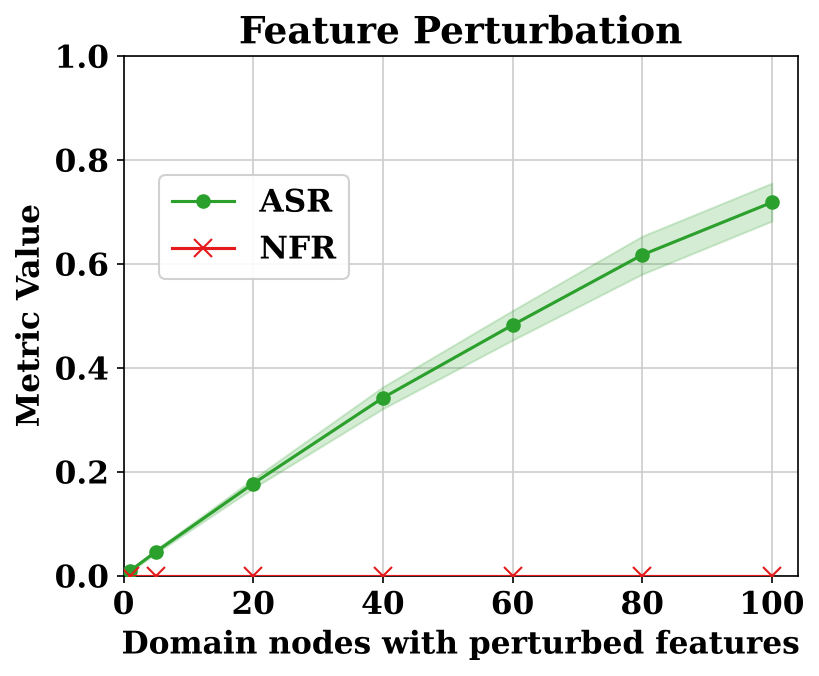 Feature Perturbation
1.0
0.8
0.6
0.4
0.2
0.0
Metric Value
ASR
NFR
0 20 40 60 80 100
Domain nodes with perturbed features